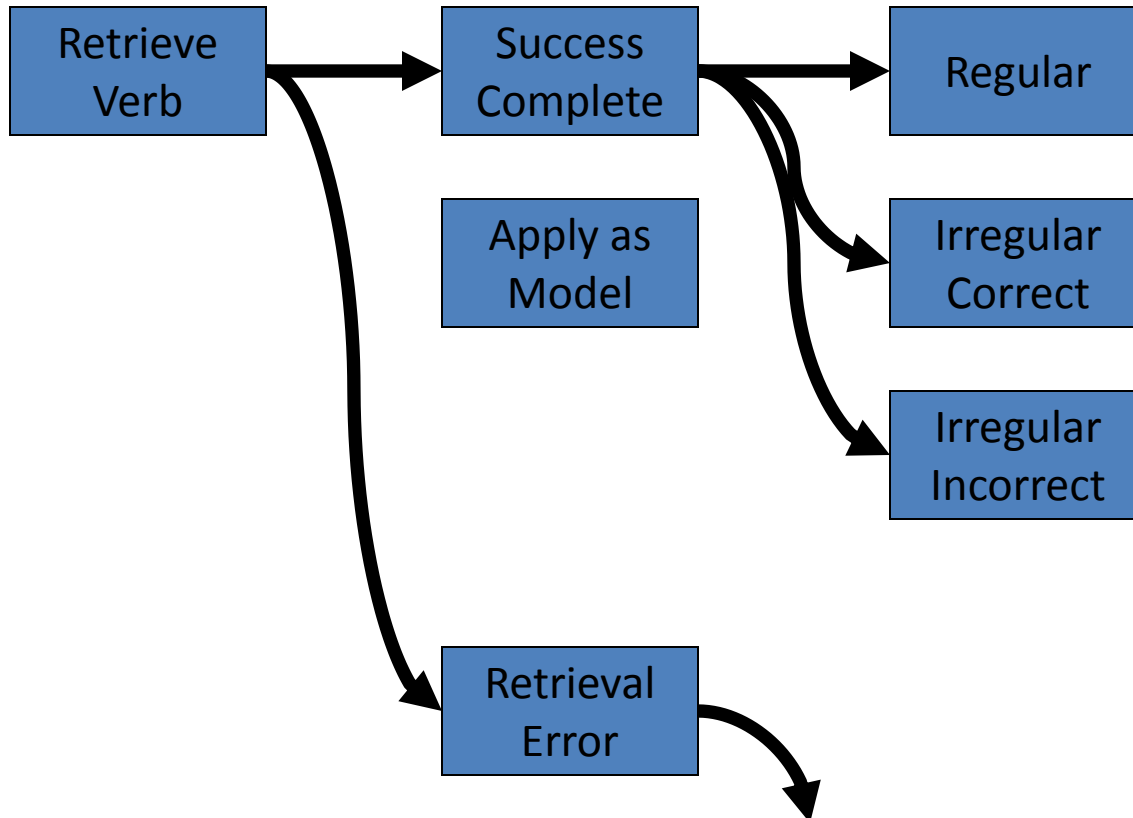 Retrieve
Verb
Success
Complete
Regular
Apply as
Model
Irregular
Correct
Irregular
Incorrect
Retrieval
Error